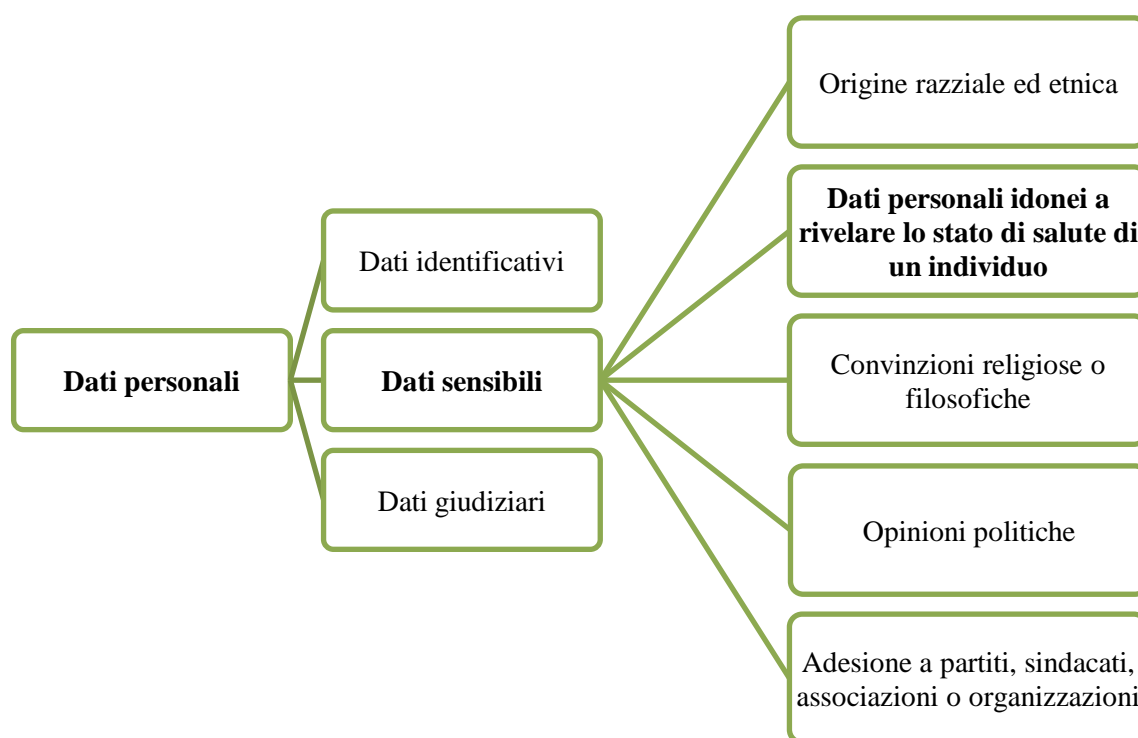 Dati personali
Dati identificativi
Dati sensibili
Dati giudiziari
Origine razziale ed etnica
Dati personali idonei a
rivelare lo stato di salute di
un individuo
Convinzioni religiose o
filosofiche
Opinioni politiche
Adesione a partiti, sindacati,
associazioni o organizzazioni